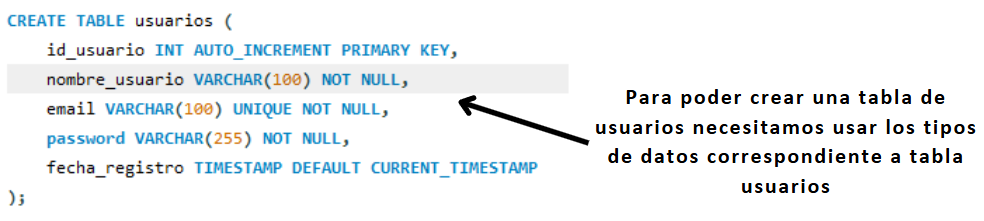 CREATE TABLE usuarios (
id_usuario INT AUTO_INCREMENT PRIMARY KEY,
nombre_usuario VARCHAR(100) NOT NULL,
email VARCHAR(100) UNIQUE NOT NULL,
password VARCHAR(255) NOT NULL,
fecha_registro TIMESTAMP DEFAULT CURRENT_TIMESTAMP
);
Para poder crear una tabla de
usuarios necesitamos usar los tipos
de datos correspondiente a tabla
usuarios